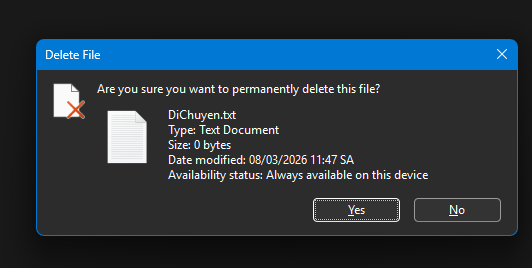 Delete File
Are you sure you want to permanently delete this file?
DiChuyen.txt
Type: Text Document
Size: 0 bytes
Date modified: 08/03/2026 11:47 SA
Availability status: Always available on this device
Yes
No